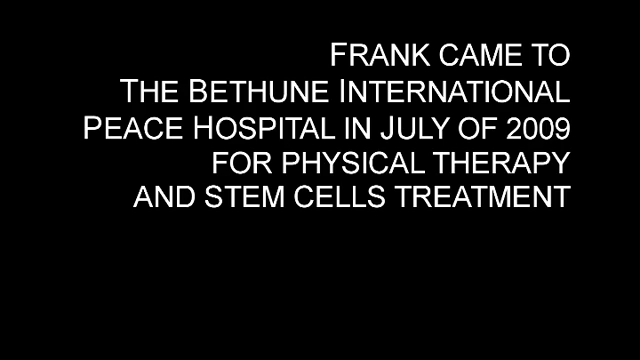 FRANK CAME TO
THE BETHUNE INTERNATIONAL
PEACE HOSPITAL IN JULY OF 2009
FOR PHYSICAL THERAPY
AND STEM CELLS TREATMENT